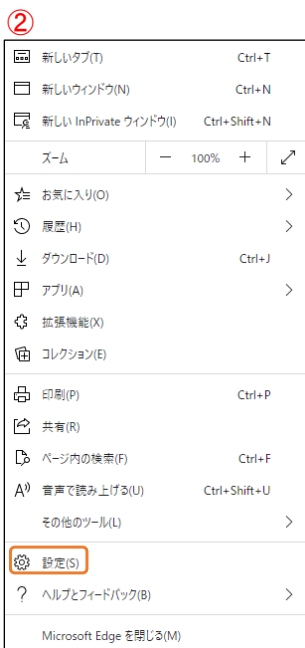 ②
新しいタブ(T) Ctrl+T
新しいウィンドウ(N) Ctrl+N
新しい InPrivate ウィンドウ(I) Ctrl+Shift+N
ズーム — 100% +
お気に入り(O)
履歴(H)
ダウンロード(D) Ctrl+J
アプリ(A)
拡張機能(X)
コレクション(E)
印刷(P) Ctrl+P
共有(R)
ページ内の検索(F) Ctrl+F
音声で読み上げる(U) Ctrl+Shift+U
その他のツール(L)
設定(S)
ヘルプとフィードバック(B)
Microsoft Edge を閉じる(M)